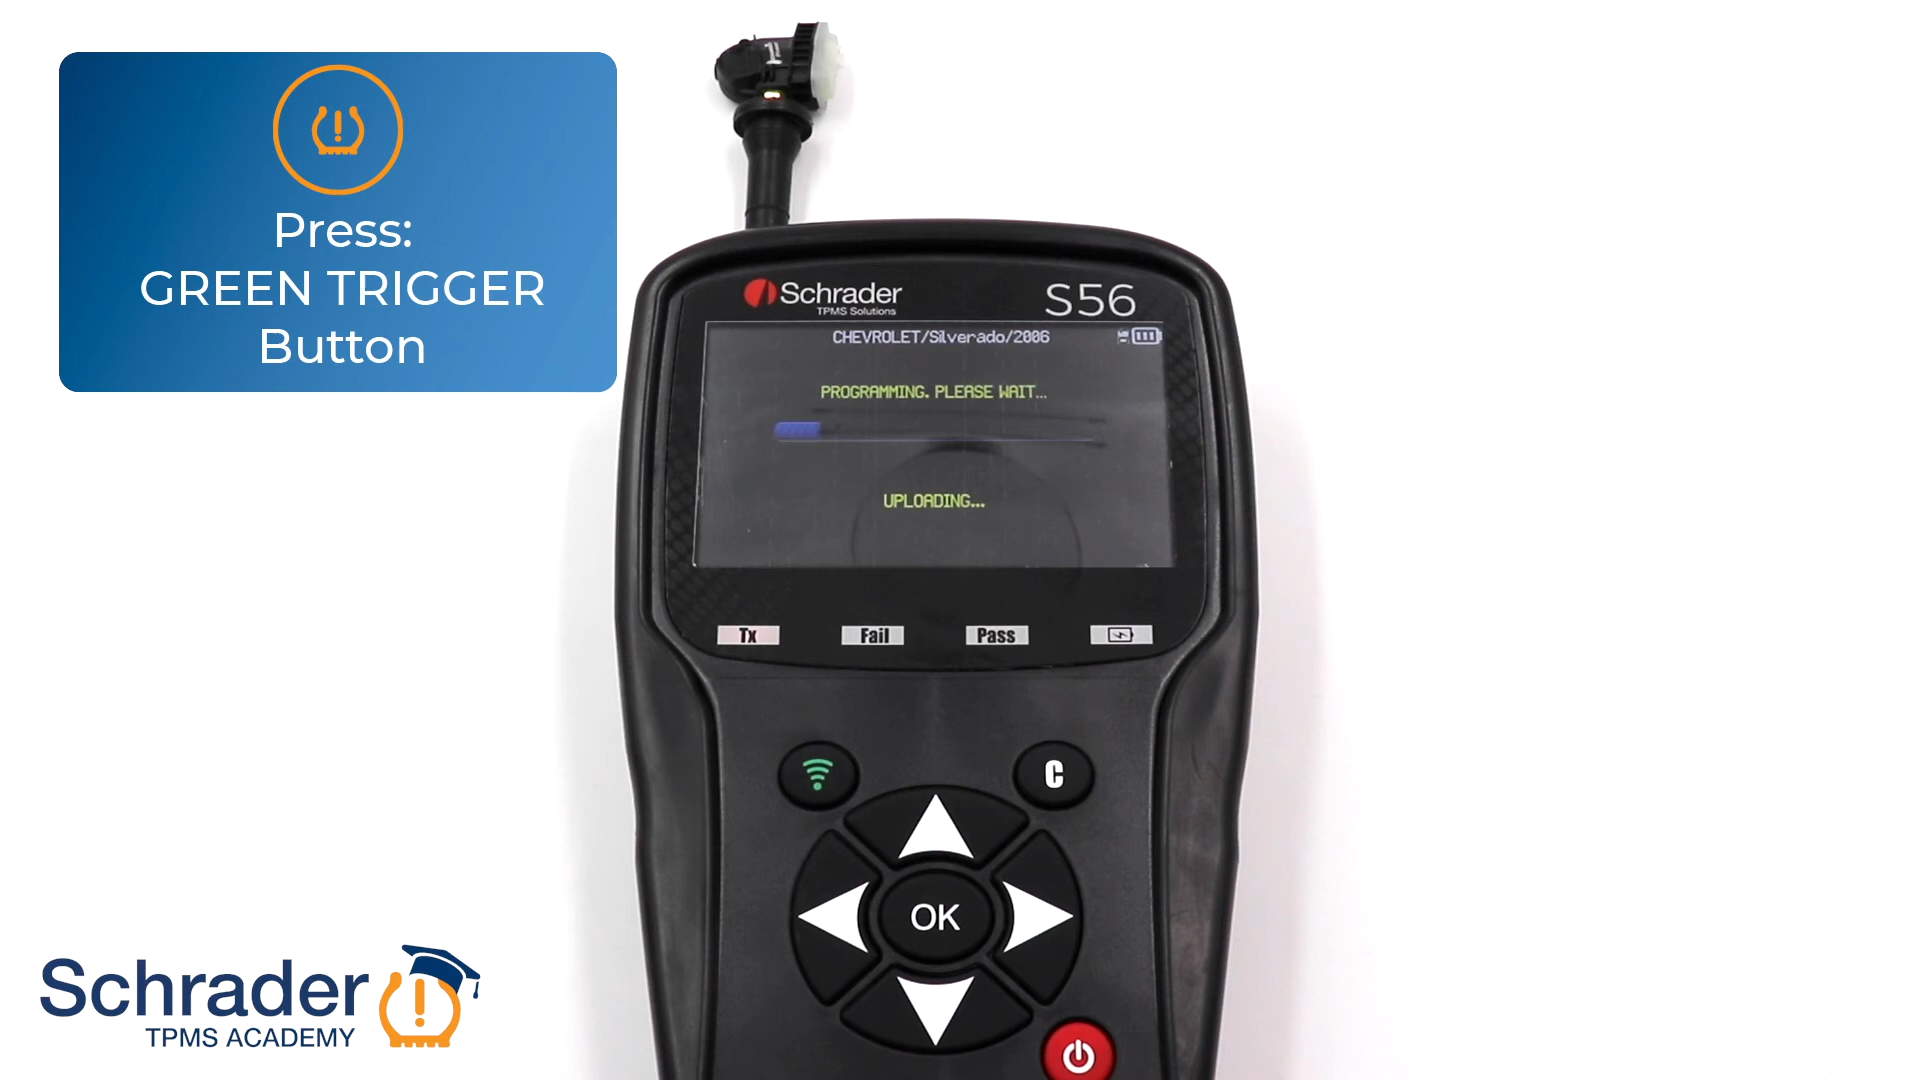 Press:
GREEN TRIGGER
Button
Schrader
TPMS Solutions
S56
CHEVROLET/Silverado/2006
PROGRAMMING. PLEASE WAIT...
UPLOADING...
Tx
Fail
Pass
C
OK
Schrader
TPMS ACADEMY